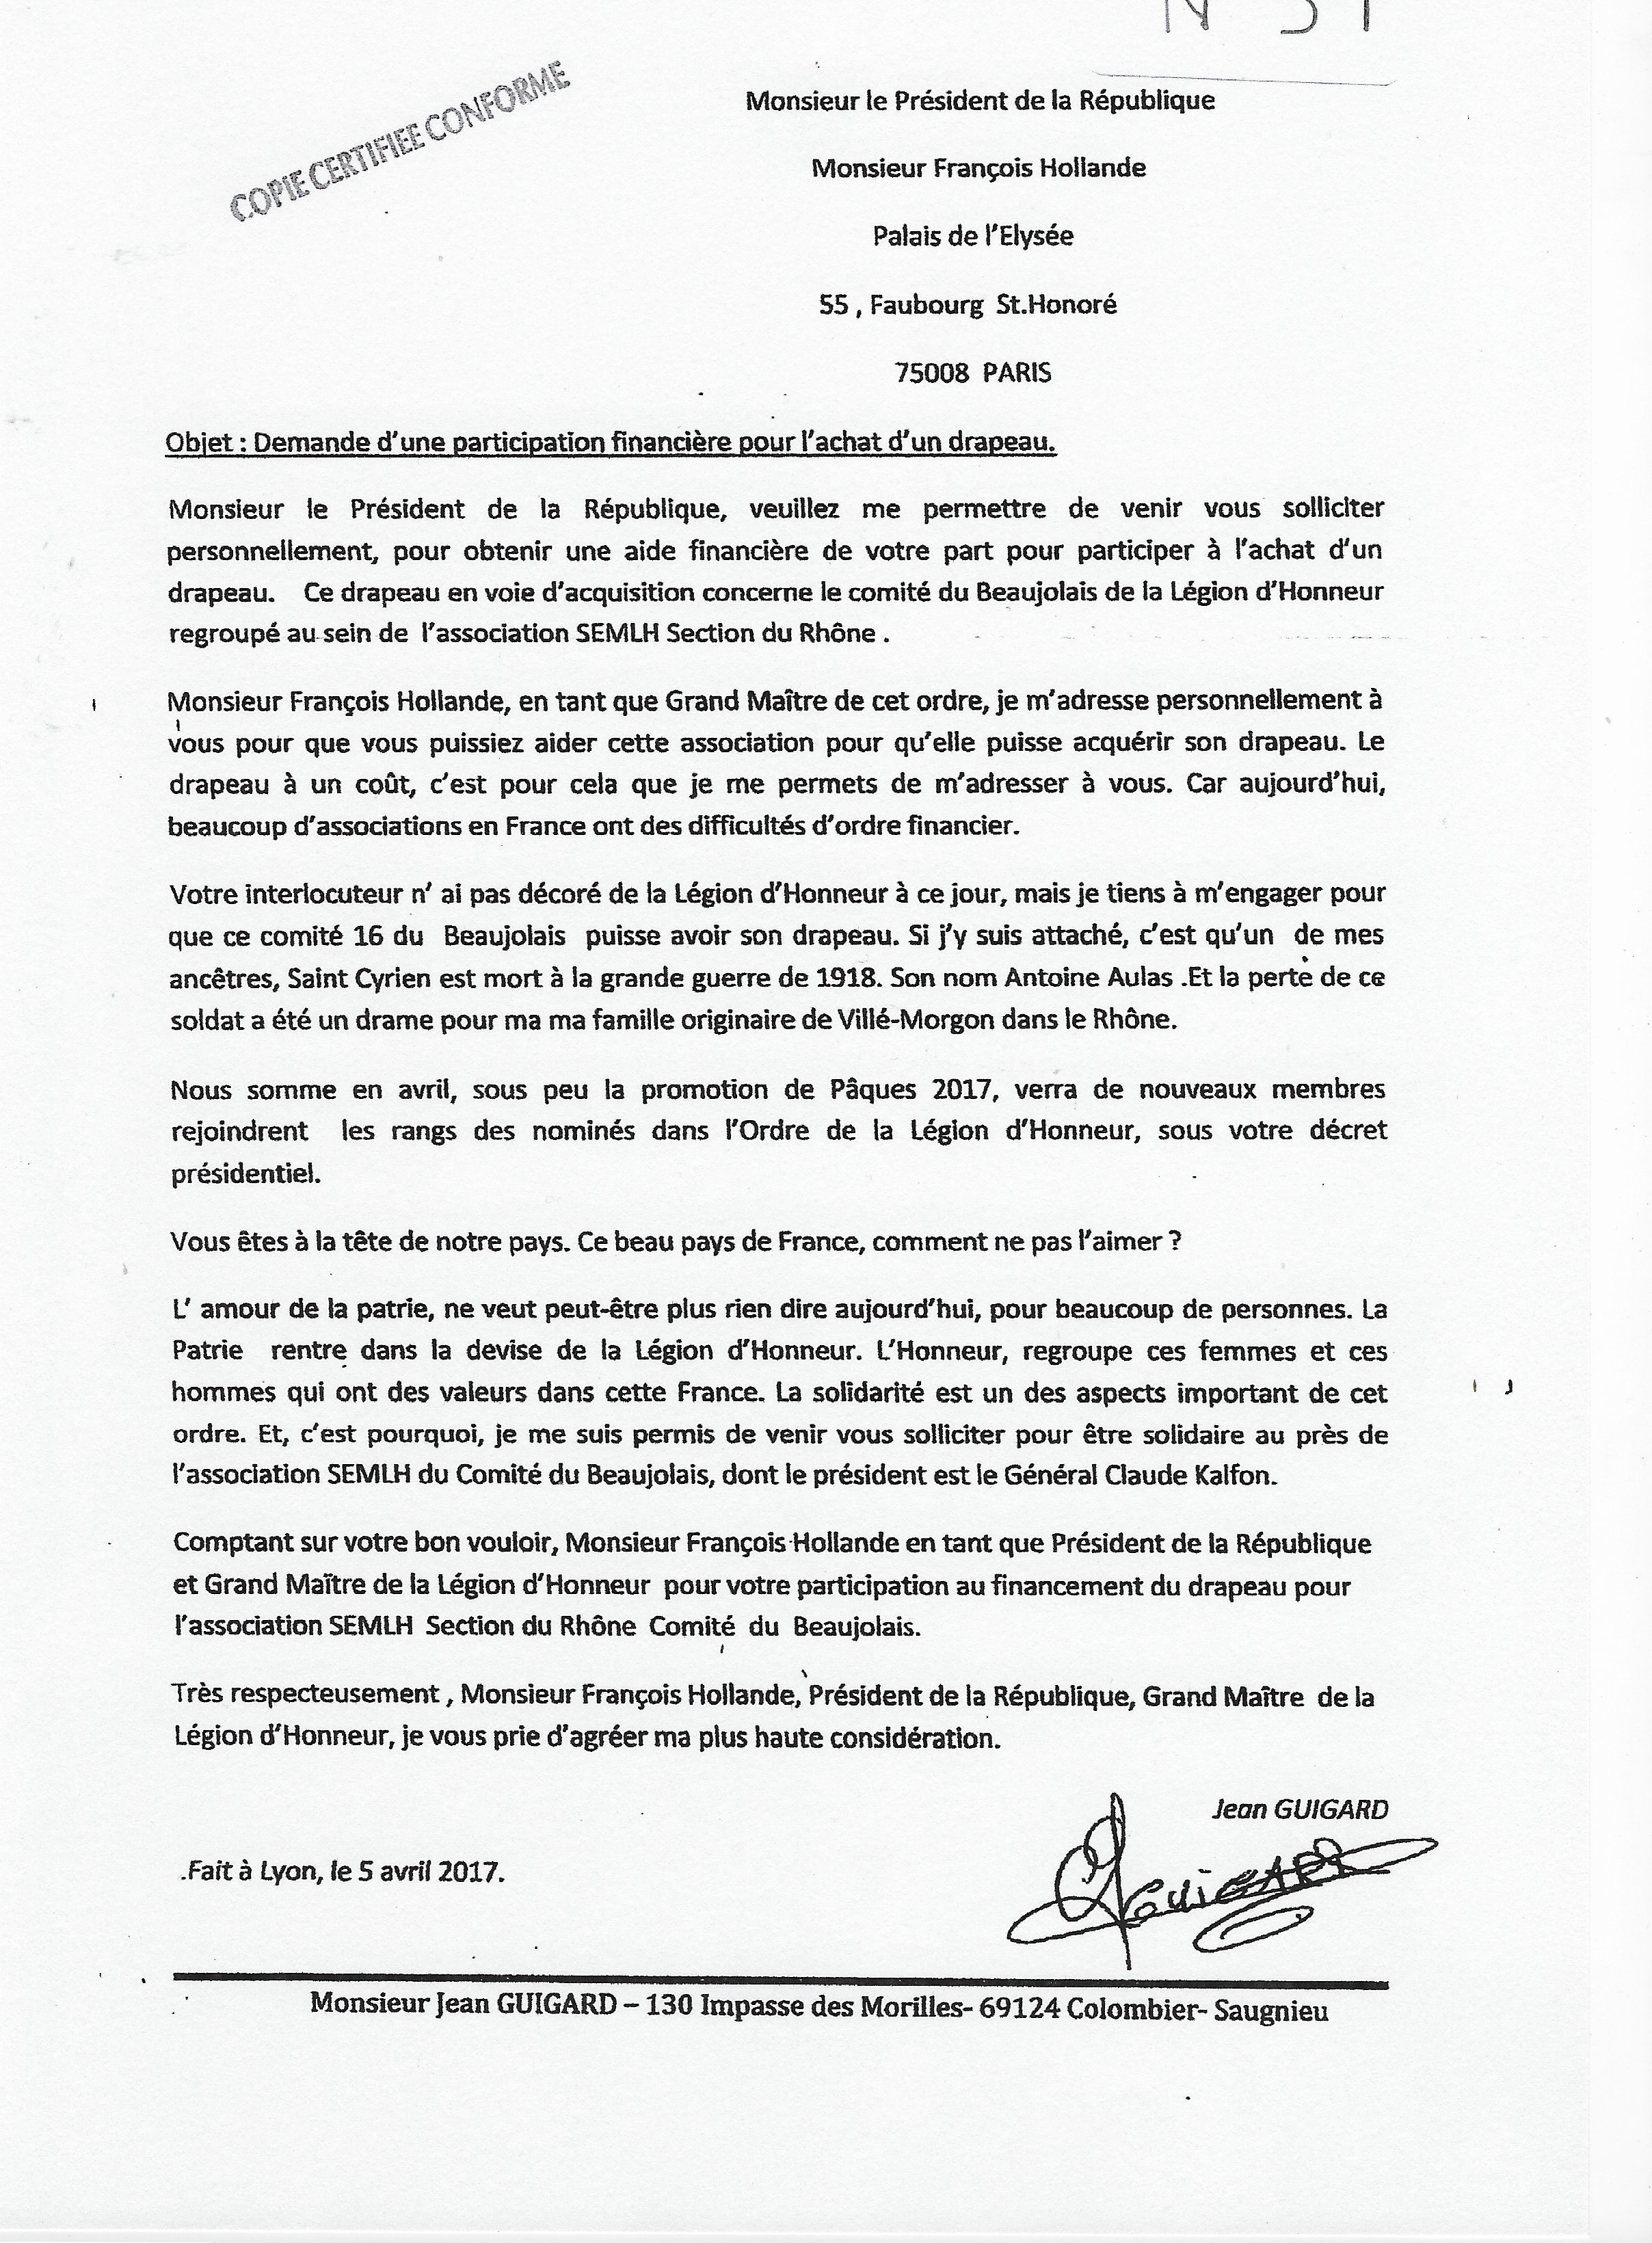 COPIE CERTIFIEE CONFORME
Monsieur le Président de la République
Monsieur François Hollande
Palais de l'Elysée
55 , Faubourg St.Honoré
75008 PARIS
Objet : Demande d'une participation financière pour l'achat d'un drapeau.
Monsieur le Président de la République, veuillez me permettre de venir vous solliciter
personnellement, pour obtenir une aide financière de votre part pour participer à l'achat d'un
drapeau. Ce drapeau en voie d'acquisition concerne le comité du Beaujolais de la Légion d'Honneur
regroupé au sein de l'association SEMLH Section du Rhône .
Monsieur François Hollande, en tant que Grand Maître de cet ordre, je m'adresse personnellement à
vous pour que vous puissiez aider cette association pour qu'elle puisse acquérir son drapeau. Le
drapeau à un coût, c'est pour cela que je me permets de m'adresser à vous. Car aujourd'hui,
beaucoup d'associations en France ont des difficultés d'ordre financier.
Votre interlocuteur n' ai pas décoré de la Légion d'Honneur à ce jour, mais je tiens à m'engager pour
que ce comité 16 du Beaujolais puisse avoir son drapeau. Si j'y suis attaché, c'est qu'un de mes
ancêtres, Saint Cyrien est mort à la grande guerre de 1918. Son nom Antoine Aulas .Et la perte de ce
soldat a été un drame pour ma ma famille originaire de Villé-Morgon dans le Rhône.
Nous somme en avril, sous peu la promotion de Pâques 2017, verra de nouveaux membres
rejoindrent les rangs des nominés dans l'Ordre de la Légion d'Honneur, sous votre décret
présidentiel.
Vous êtes à la tête de notre pays. Ce beau pays de France, comment ne pas l'aimer ?
L' amour de la patrie, ne veut peut-être plus rien dire aujourd'hui, pour beaucoup de personnes. La
Patrie rentre dans la devise de la Légion d'Honneur. L'Honneur, regroupe ces femmes et ces
hommes qui ont des valeurs dans cette France. La solidarité est un des aspects important de cet
ordre. Et, c'est pourquoi, je me suis permis de venir vous solliciter pour être solidaire au près de
l'association SEMLH du Comité du Beaujolais, dont le président est le Général Claude Kalfon.
Comptant sur votre bon vouloir, Monsieur François Hollande en tant que Président de la République
et Grand Maître de la Légion d'Honneur pour votre participation au financement du drapeau pour
l'association SEMLH Section du Rhône Comité du Beaujolais.
Très respecteusement , Monsieur François Hollande, Président de la République, Grand Maître de la
Légion d'Honneur, je vous prie d'agréer ma plus haute considération.
Jean GUIGARD
GUIGARD
.Fait à Lyon, le 5 avril 2017.
Monsieur Jean GUIGARD – 130 Impasse des Morilles- 69124 Colombier- Saugnieu